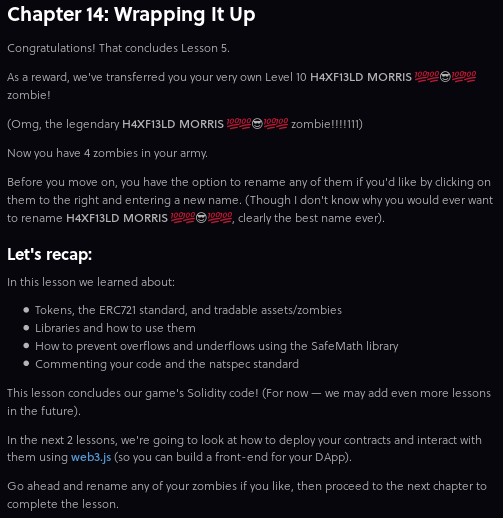 Chapter 14: Wrapping It Up
Congratulations! That concludes Lesson 5.
As a reward, we've transferred you your very own Level 10 H4XF13LD MORRIS 💯💯😎💯💯
zombie!
(Omg, the legendary H4XF13LD MORRIS 💯💯😎💯💯 zombie!!!!111)
Now you have 4 zombies in your army.
Before you move on, you have the option to rename any of them if you'd like by clicking on
them to the right and entering a new name. (Though I don't know why you would ever want
to rename H4XF13LD MORRIS 💯💯😎💯💯, clearly the best name ever).
Let's recap:
In this lesson we learned about:
• Tokens, the ERC721 standard, and tradable assets/zombies
• Libraries and how to use them
• How to prevent overflows and underflows using the SafeMath library
• Commenting your code and the natspec standard
This lesson concludes our game's Solidity code! (For now — we may add even more lessons
in the future).
In the next 2 lessons, we're going to look at how to deploy your contracts and interact with
them using web3.js (so you can build a front-end for your DApp).
Go ahead and rename any of your zombies if you like, then proceed to the next chapter to
complete the lesson.